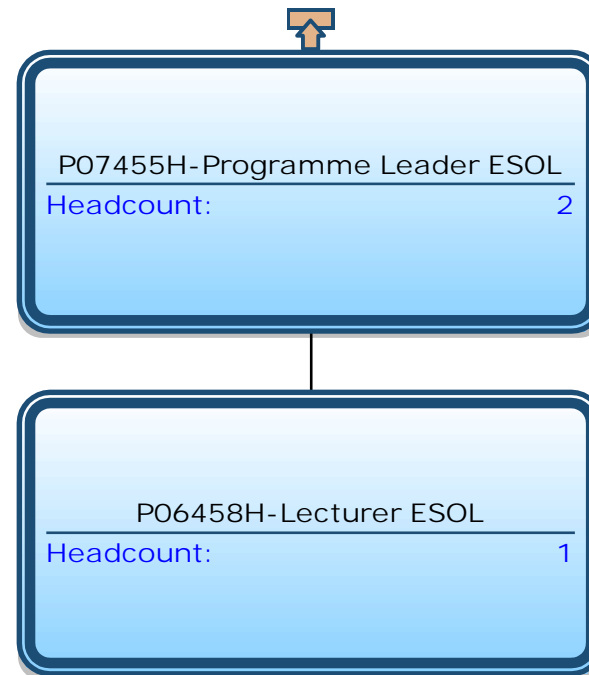 P07455H-Programme Leader ESOL
Headcount: 2
P06458H-Lecturer ESOL
Headcount: 1